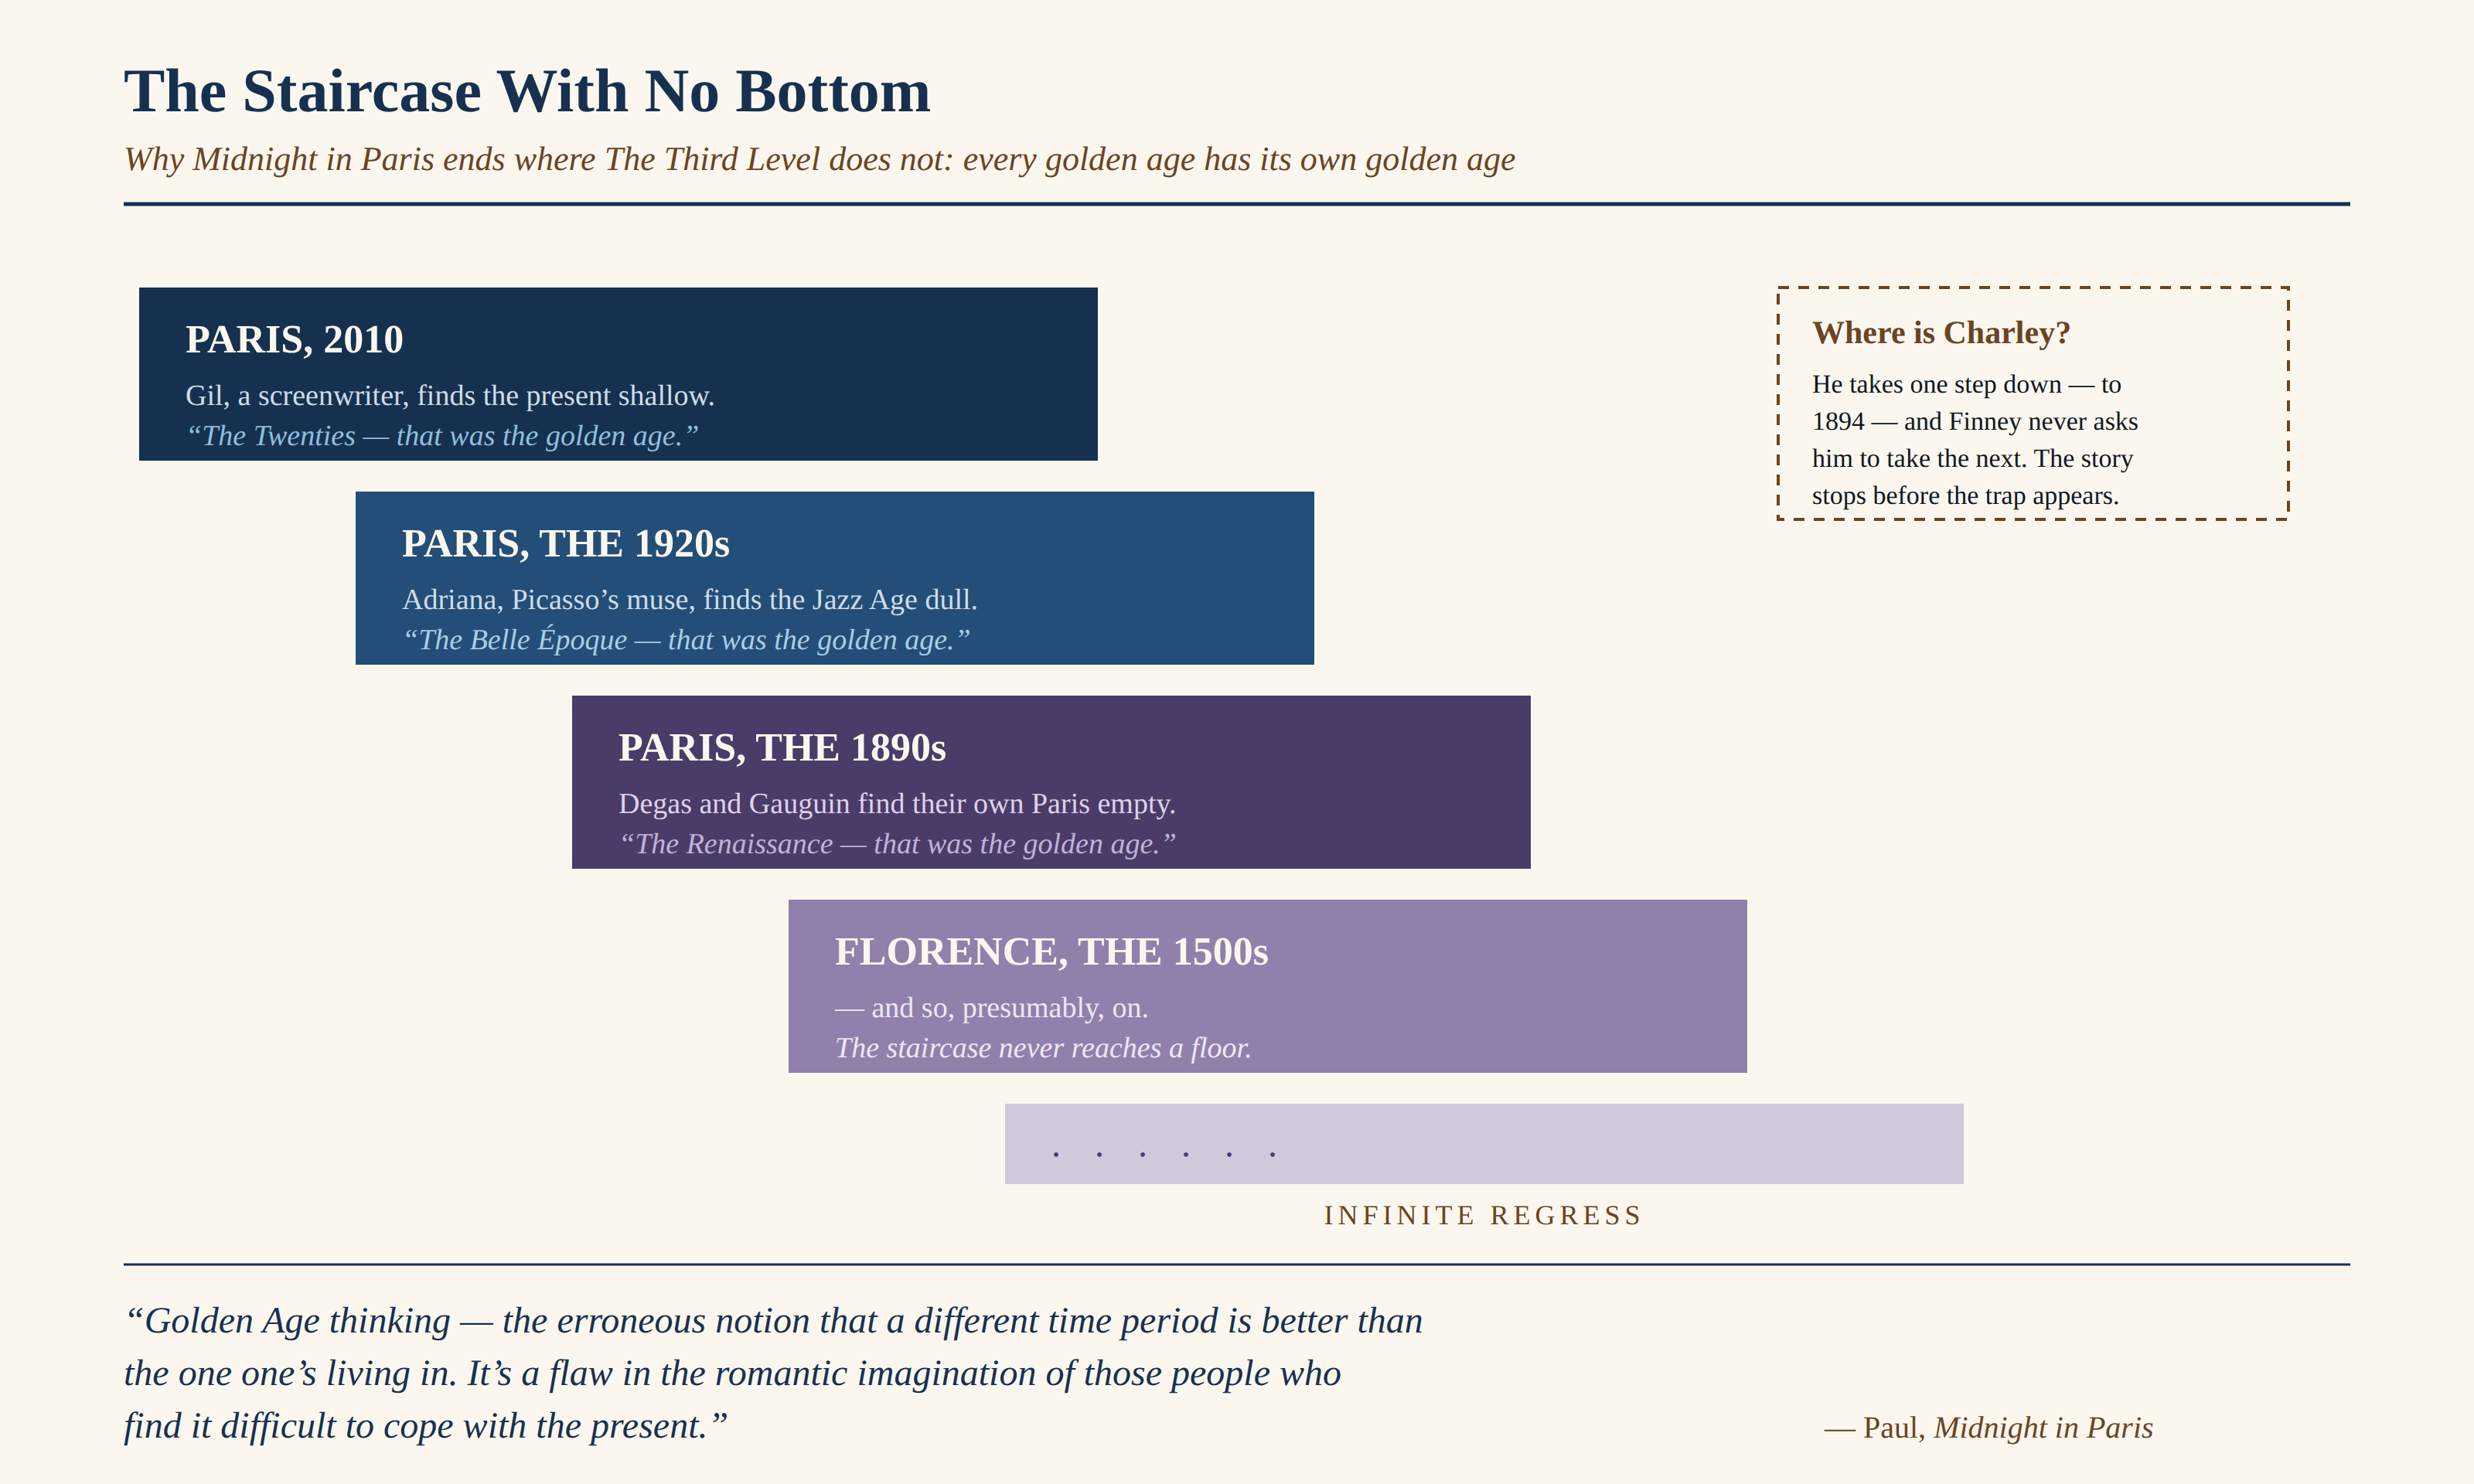 The Staircase With No Bottom
Why Midnight in Paris ends where The Third Level does not: every golden age has its own golden age
PARIS, 2010
Gil, a screenwriter, finds the present shallow.
“The Twenties — that was the golden age.”
Where is Charley?
He takes one step down — to
1894 — and Finney never asks
him to take the next. The story
stops before the trap appears.
PARIS, THE 1920s
Adriana, Picasso’s muse, finds the Jazz Age dull.
“The Belle Époque — that was the golden age.”
PARIS, THE 1890s
Degas and Gauguin find their own Paris empty.
“The Renaissance — that was the golden age.”
FLORENCE, THE 1500s
— and so, presumably, on.
The staircase never reaches a floor.
. . . . . .
INFINITE REGRESS
“Golden Age thinking — the erroneous notion that a different time period is better than
the one one’s living in. It’s a flaw in the romantic imagination of those people who
find it difficult to cope with the present.”
— Paul, Midnight in Paris